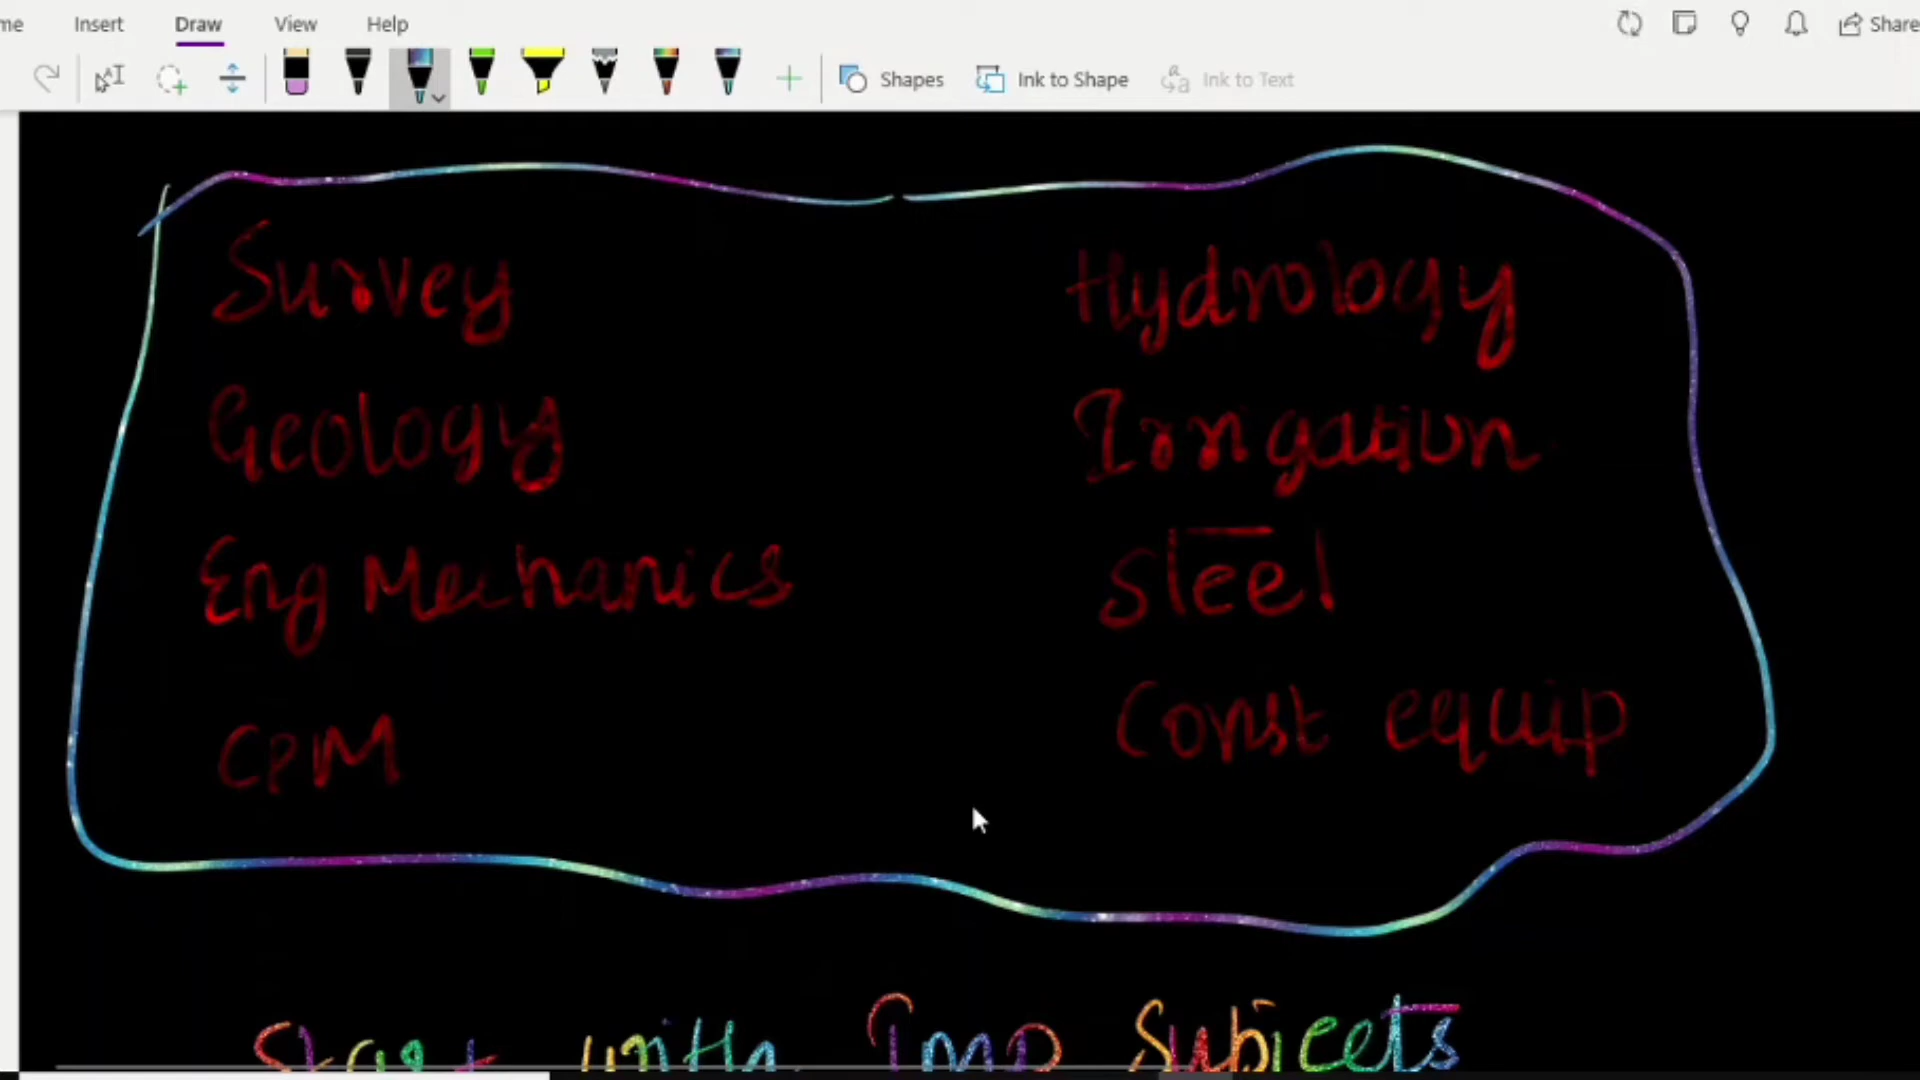 me Insert Draw View Help Share
Shapes Ink to Shape Ink to Text
Survey
Geology
Eng Mechanics
CPM
Hydrology
Irrigation
Steel
Const equip
Start with Imp Subjects